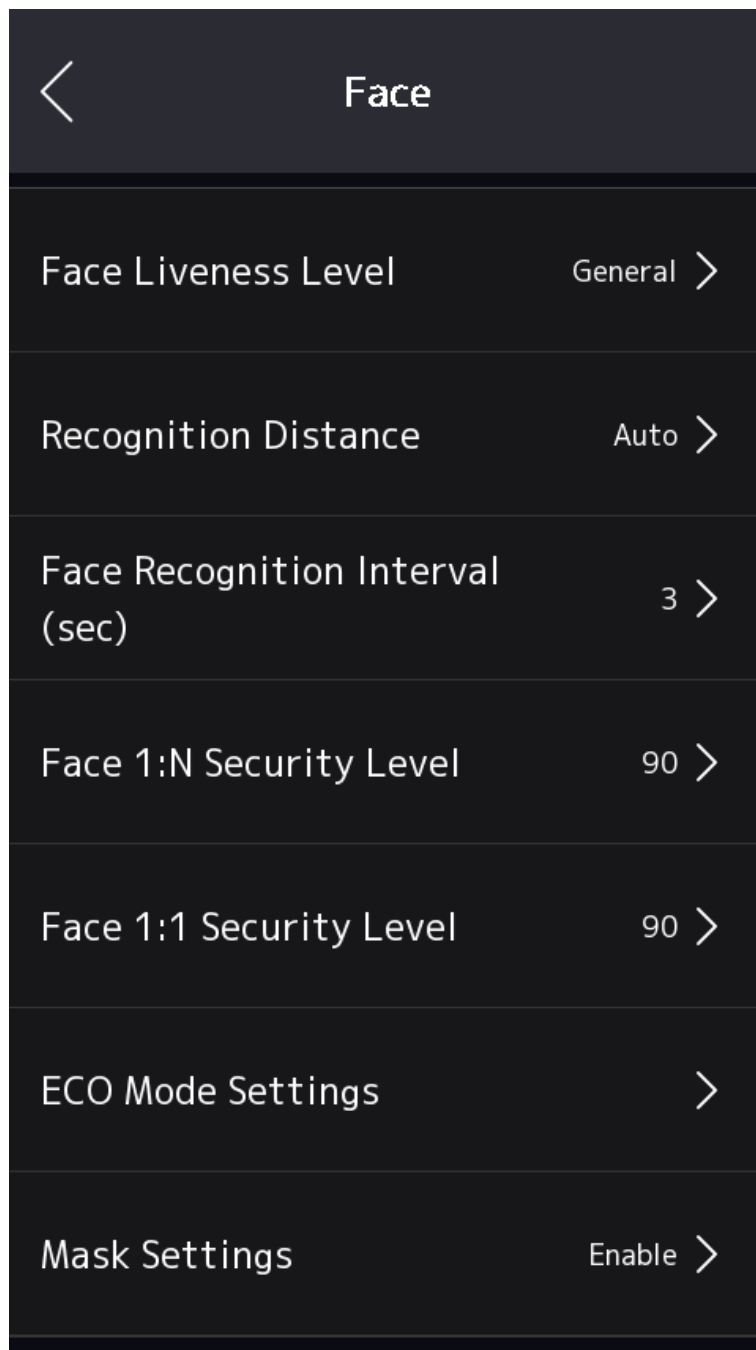 Face
Face Liveness Level General
Recognition Distance Auto
Face Recognition Interval
(sec) 3
Face 1:N Security Level 90
Face 1:1 Security Level 90
ECO Mode Settings
Mask Settings Enable